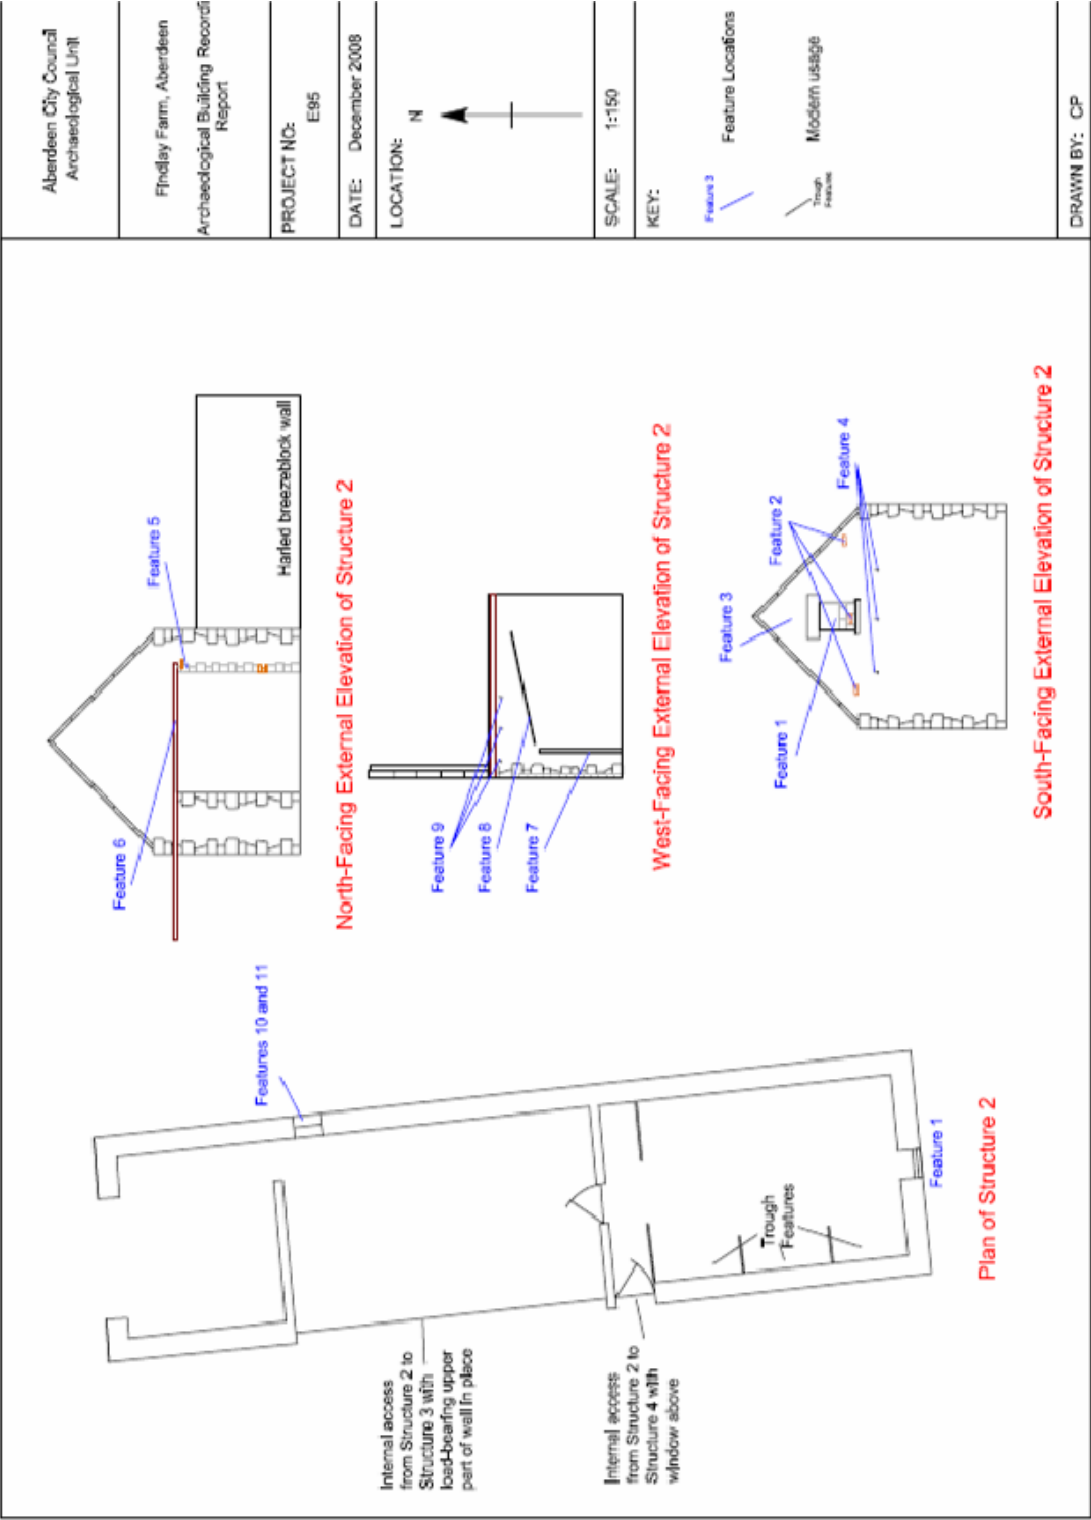 Aberdeen City Council
Archaeological Unit
Findlay Farm, Aberdeen
Archaeological Building Recordi
Report
PROJECT NO:
E95
DATE: December 2008
LOCATION:
N
SCALE: 1:150
KEY:
Feature 3
Feature Locations
Trough
Features
Modern usage
DRAWN BY: CP
Feature 6
Feature 5
Harled breezeblock wall
North-Facing External Elevation of Structure 2
Feature 9
Feature 8
Feature 7
West-Facing External Elevation of Structure 2
Feature 3
Feature 1
Feature 2
Feature 4
South-Facing External Elevation of Structure 2
Features 10 and 11
Internal access
from Structure 2 to
Structure 3 with
load-bearing upper
part of wall in place
Internal access
from Structure 2 to
Structure 4 with
window above
Trough
Features
Feature 1
Plan of Structure 2